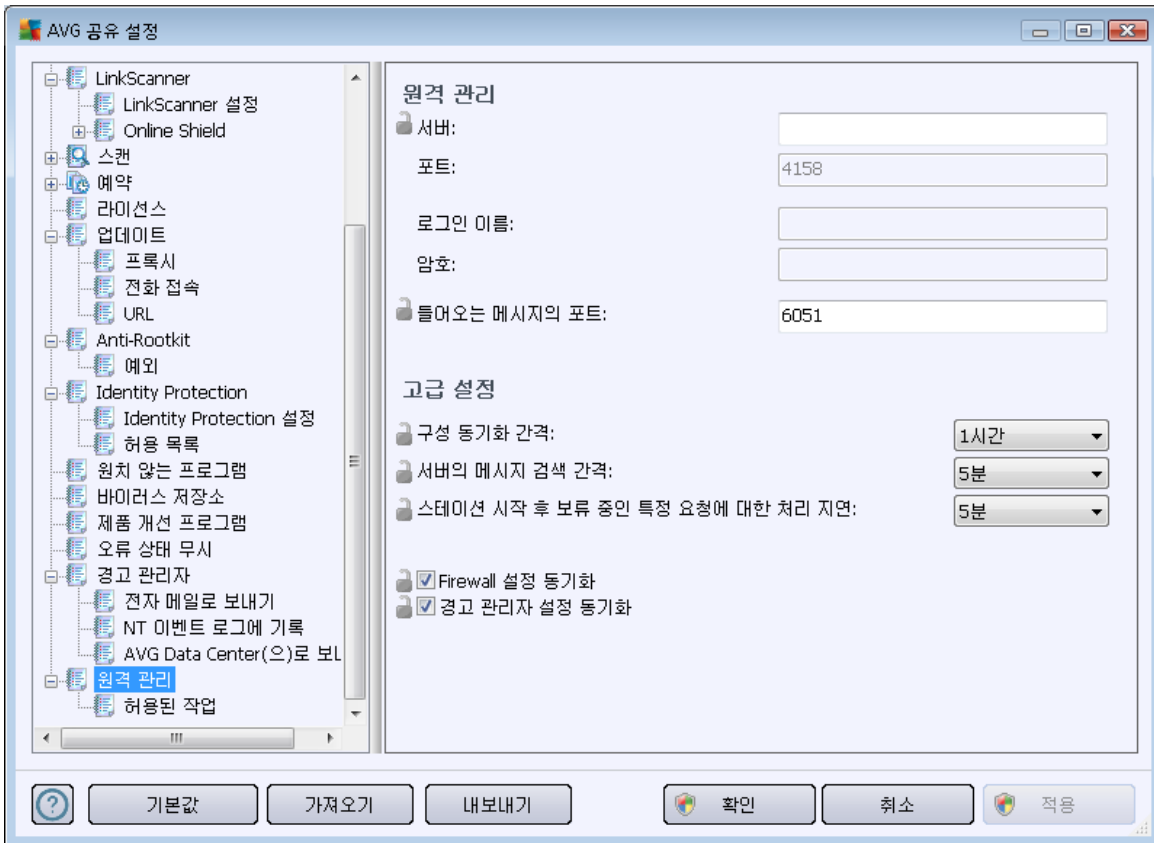 AVG 공유 설정
LinkScanner
LinkScanner 설정
Online Shield
스캔
예약
라이선스
업데이트
프록시
전화 접속
URL
Anti-Rootkit
예외
Identity Protection
Identity Protection 설정
허용 목록
원치 않는 프로그램
바이러스 저장소
제품 개선 프로그램
오류 상태 무시
경고 관리자
전자 메일로 보내기
NT 이벤트 로그에 기록
AVG Data Center(으)로 보내
원격 관리
허용된 작업
원격 관리
서버:
포트: 4158
로그인 이름:
암호:
들어오는 메시지의 포트: 6051
고급 설정
구성 동기화 간격: 1시간
서버의 메시지 검색 간격: 5분
스테이션 시작 후 보류 중인 특정 요청에 대한 처리 지연: 5분
Firewall 설정 동기화
경고 관리자 설정 동기화
기본값 가져오기 내보내기 확인 취소 적용